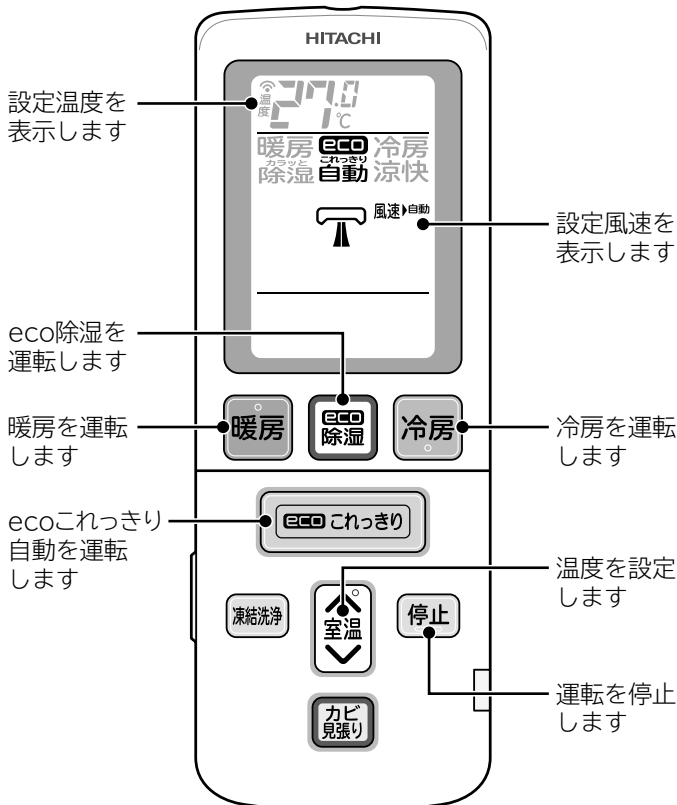 HITACHI
設定温度を
表示します
温度
27.0
℃
暖房 eco 冷房
カラッと これっきり
除湿 自動 涼快
風速 自動
設定風速を
表示します
eco除湿を
運転します
暖房を運転
します
暖房
eco
除湿
冷房
冷房を運転
します
ecoこれっきり
自動を運転
します
eco これっきり
温度を設定
します
凍結洗浄
室温
停止
運転を停止
します
カビ
見張り